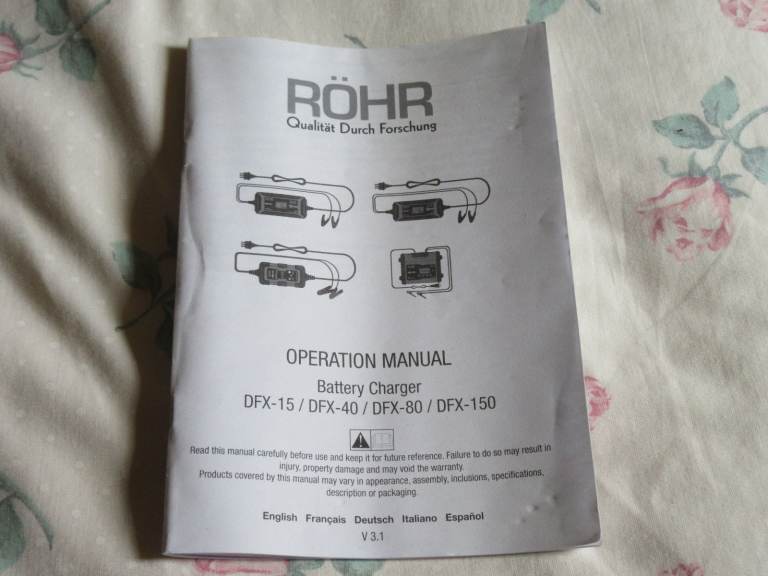 RÖHR
Qualität Durch Forschung
OPERATION MANUAL
Battery Charger
DFX-15 / DFX-40 / DFX-80 / DFX-150
Read this manual carefully before use and keep it for future reference. Failure to do so may result in
injury, property damage and may void the warranty.
Products covered by this manual may vary in appearance, assembly, inclusions, specifications,
description or packaging.
English Français Deutsch Italiano Español
V 3.1